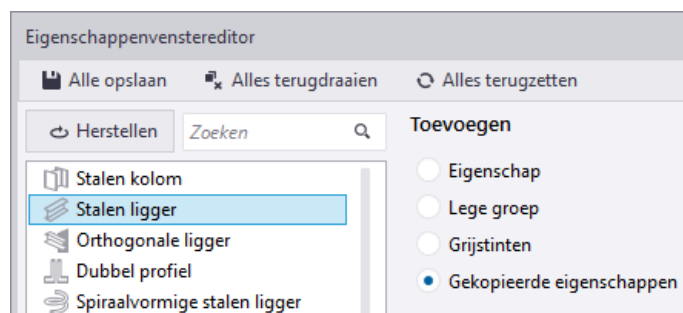 Eigenschappenvenstereditor
Alle opslaan Alles terugdraaien Alles terugzetten
Herstellen Zoeken Toevoegen
Stalen kolom Eigenschap
Stalen ligger Lege groep
Orthogonale ligger Grijstinten
Dubbel profiel Gekopieerde eigenschappen
Spiraalvormige stalen ligger